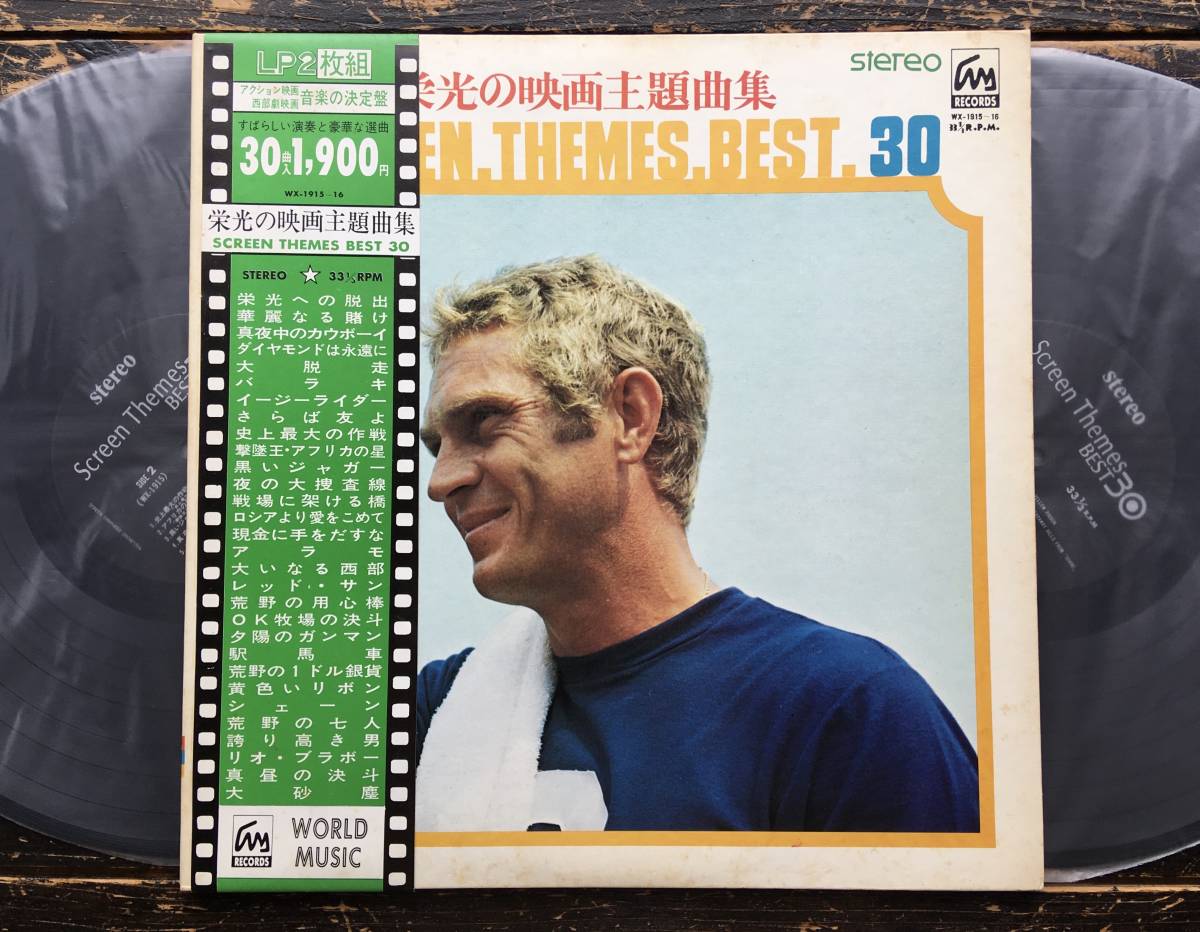 LP2枚組
アクション映画
西部劇映画 音楽の決定盤
すばらしい演奏と豪華な選曲
30曲入1,900円
WX-1915-16
栄光の映画主題曲集
SCREEN THEMES BEST 30
STEREO ☆ 33⅓RPM
栄光への脱出
華麗なる賭け
真夜中のカウボーイ
ダイヤモンドは永遠に
大脱走
バラキ
イージーライダー
さらば友よ
史上最大の作戦
撃墜王・アフリカの星
黒いジャガー
夜の大捜査線
戦場に架ける橋
ロシアより愛をこめて
現金に手をだすな
アラモ
大いなる西部
レッド・サン
荒野の用心棒
OK牧場の決斗
夕陽のガンマン
駅馬車
荒野の1ドル銀貨
黄色いリボン
シェーン
荒野の七人
誇り高き男
リオ・ブラボー
真昼の決斗
大砂塵
RECORDS
WORLD
MUSIC
栄光の映画主題曲集
EN.THEMES.BEST.30
stereo
RECORDS
WX-1915-16
33⅓R.P.M.
stereo
Screen Themes
BEST
SIDE・2
(WX-1915)
stereo
Screen Themes
BEST30
33⅓R.P.M